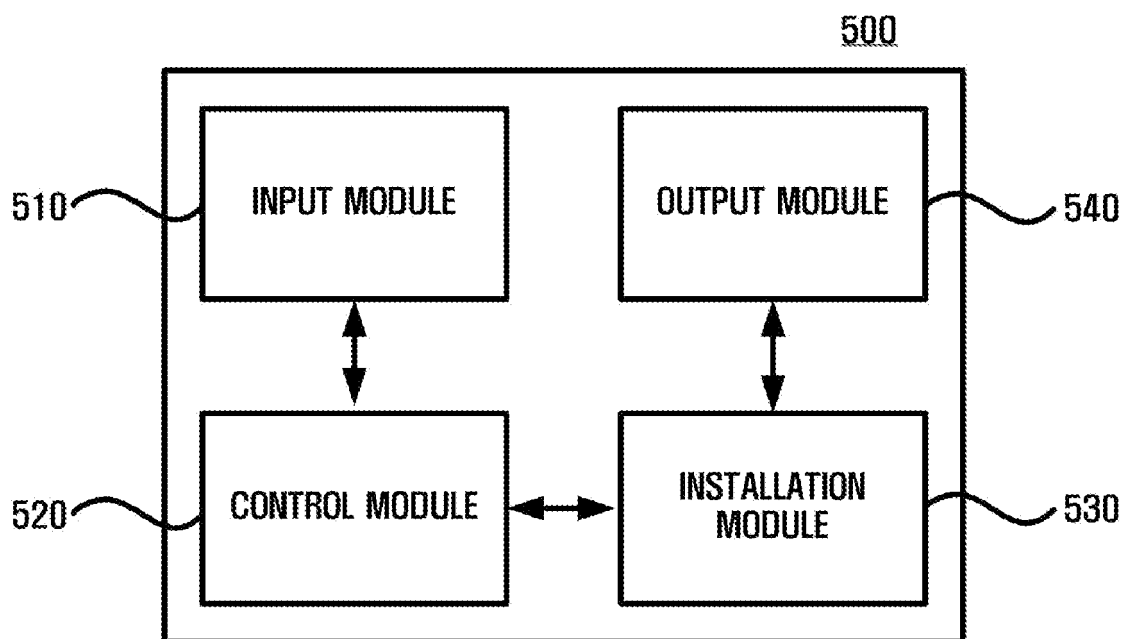 500
510
INPUT MODULE
OUTPUT MODULE
540
520
CONTROL MODULE
INSTALLATION
MODULE
530